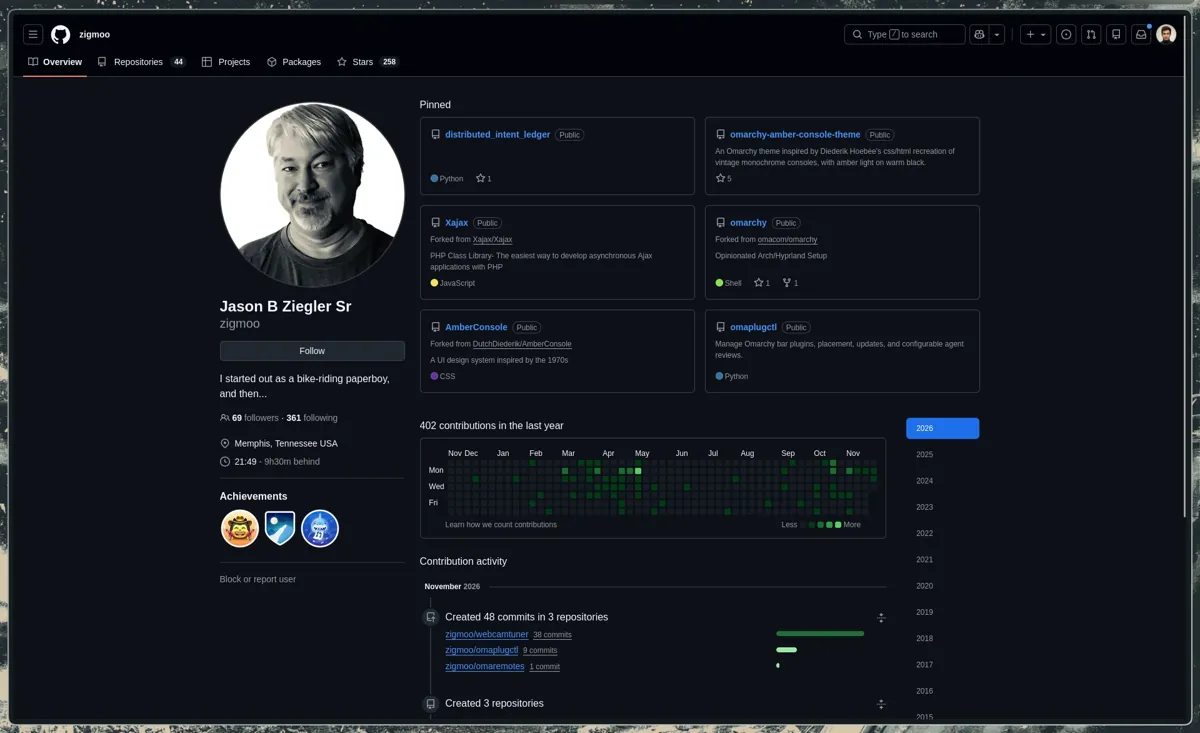 zigmoo
Type / to search
Overview
Repositories 44
Projects
Packages
Stars 258
Jason B Ziegler Sr
zigmoo
Follow
I started out as a bike-riding paperboy,
and then...
69 followers · 361 following
Memphis, Tennessee USA
21:49 - 9h30m behind
Achievements
Block or report user
Pinned
distributed_intent_ledger Public
Python 1
omarchy-amber-console-theme Public
An Omarchy theme inspired by Diederik Hoebee's css/html recreation of
vintage monochrome consoles, with amber light on warm black.
5
Xajax Public
Forked from Xajax/Xajax
PHP Class Library- The easiest way to develop asynchronous Ajax
applications with PHP
JavaScript
omarchy Public
Forked from omacom/omarchy
Opinionated Arch/Hyprland Setup
Shell 1 1
AmberConsole Public
Forked from DutchDiederik/AmberConsole
A UI design system inspired by the 1970s
CSS
omaplugctl Public
Manage Omarchy bar plugins, placement, updates, and configurable agent
reviews.
Python
402 contributions in the last year
Nov Dec Jan Feb Mar Apr May Jun Jul Aug Sep Oct Nov
Mon
Wed
Fri
Learn how we count contributions
Less More
Contribution activity
November 2026
Created 48 commits in 3 repositories
zigmoo/webcamtuner 38 commits
zigmoo/omaplugctl 9 commits
zigmoo/omaremotes 1 commit
Created 3 repositories
2026
2025
2024
2023
2022
2021
2020
2019
2018
2017
2016
2015